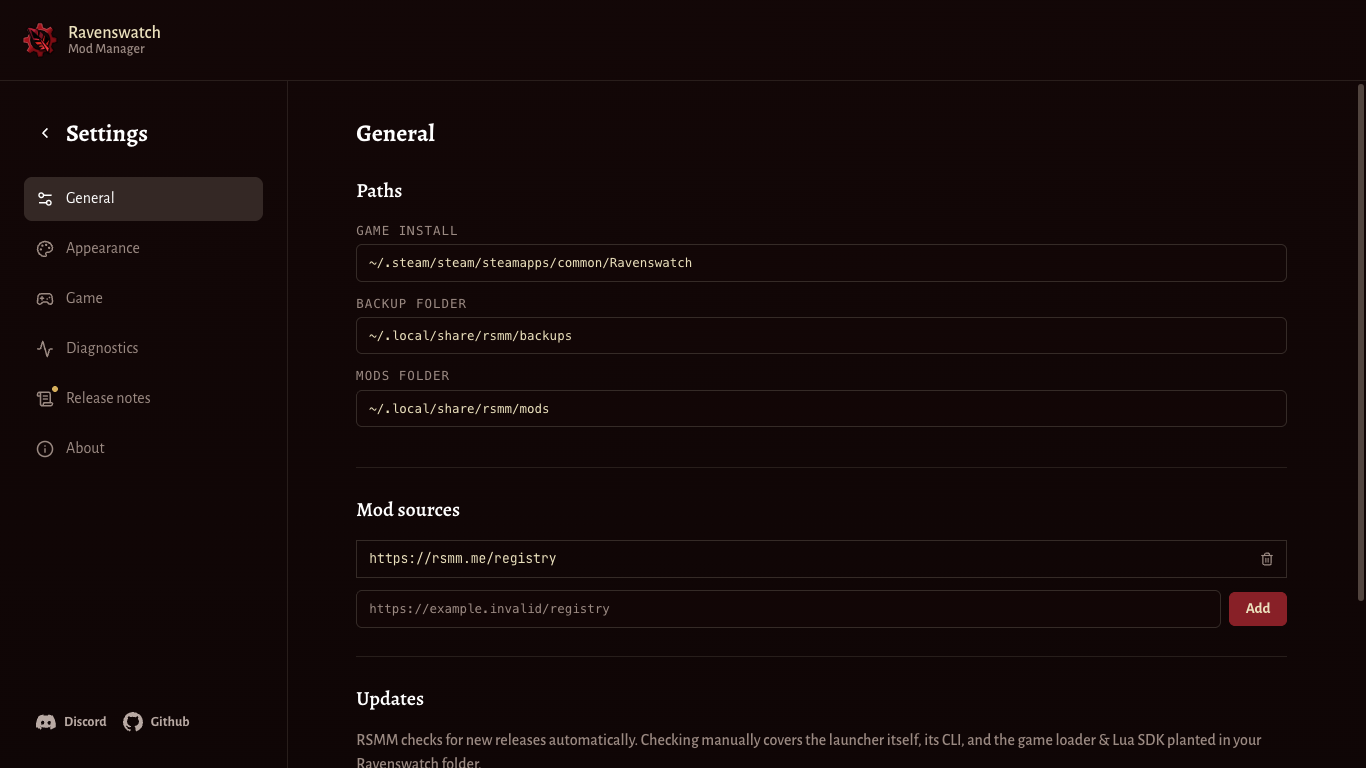 Ravenswatch
Mod Manager
Settings
General
Appearance
Game
Diagnostics
Release notes
About
Discord
Github
General
Paths
GAME INSTALL
~/.steam/steam/steamapps/common/Ravenswatch
BACKUP FOLDER
~/.local/share/rsmm/backups
MODS FOLDER
~/.local/share/rsmm/mods
Mod sources
https://rsmm.me/registry
https://example.invalid/registry
Add
Updates
RSMM checks for new releases automatically. Checking manually covers the launcher itself, its CLI, and the game loader & Lua SDK planted in your
Ravenswatch folder.